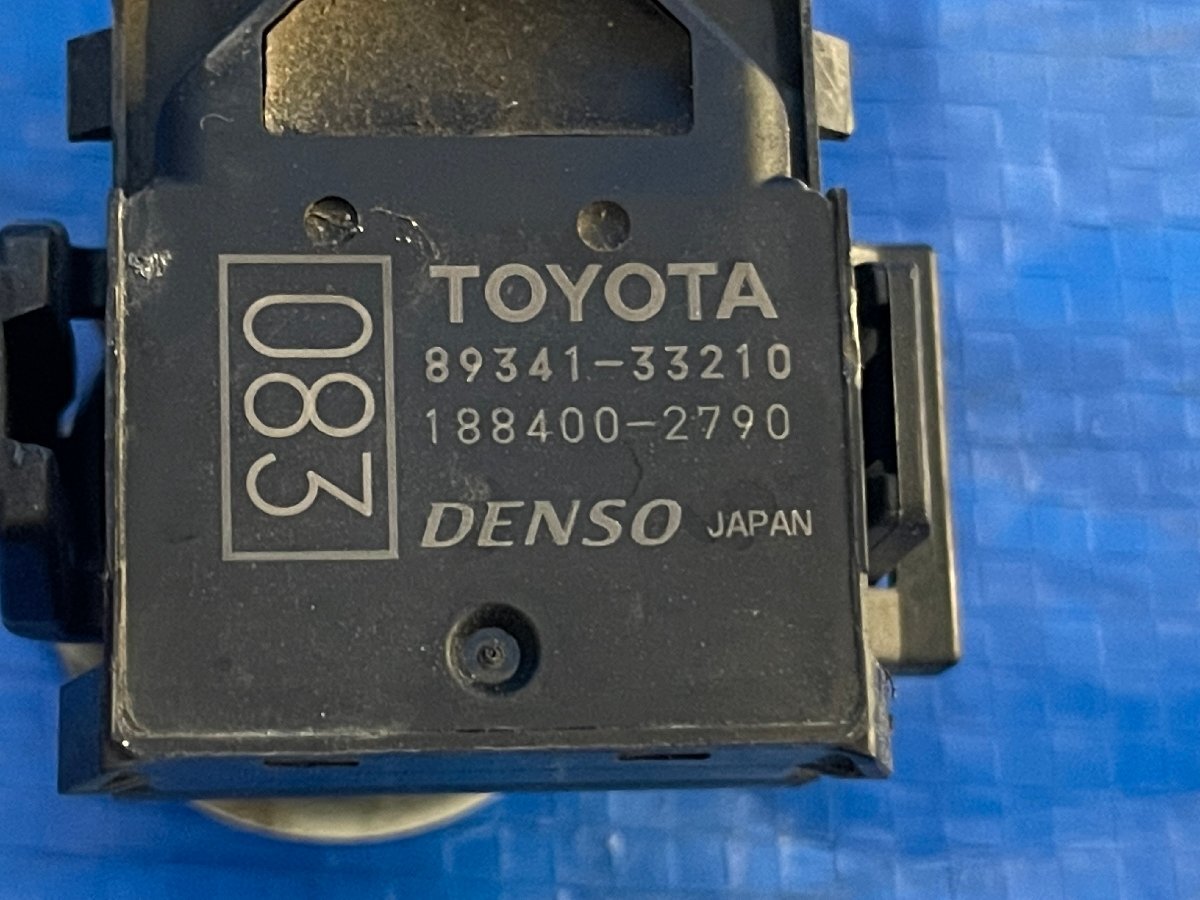 083
TOYOTA
89341-33210
188400-2790
DENSO JAPAN